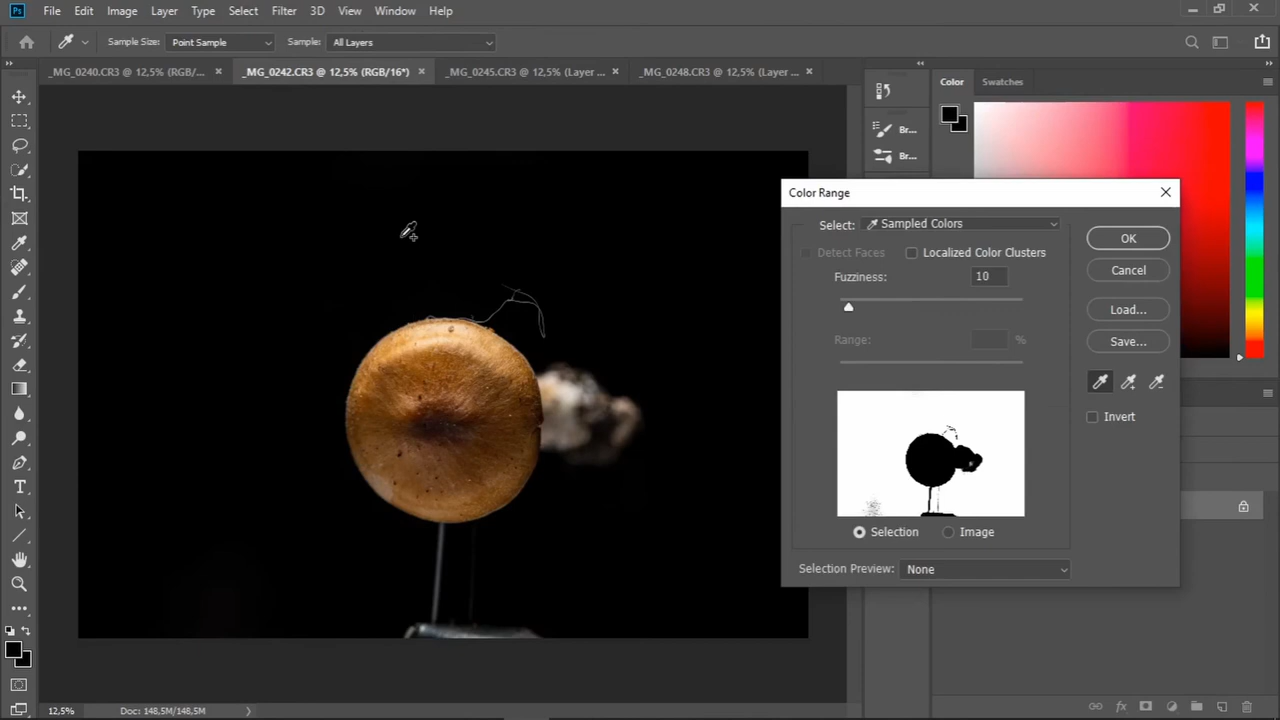 Ps File Edit Image Layer Type Select Filter 3D View Window Help
Sample Size: Point Sample Sample: All Layers
_MG_0240.CR3 @ 12,5% (RGB/... _MG_0242.CR3 @ 12,5% (RGB/16*) _MG_0245.CR3 @ 12,5% (Layer ... _MG_0248.CR3 @ 12,5% (Layer ...
Color Swatches
Br...
Br...
Color Range
Select: Sampled Colors
OK
Detect Faces Localized Color Clusters
Fuzziness: 10
Cancel
Load...
Range: %
Save...
Invert
Selection Image
Selection Preview: None
12,5% Doc: 148,5M/148,5M